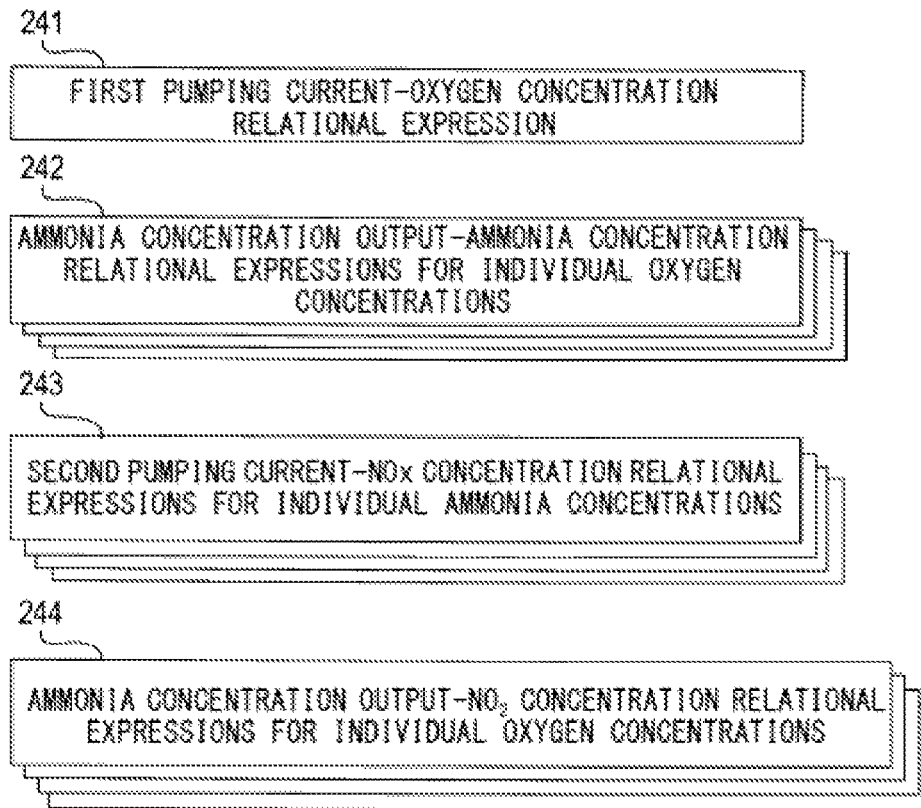 241
FIRST PUMPING CURRENT-OXYGEN CONCENTRATION
RELATIONAL EXPRESSION
242
AMMONIA CONCENTRATION OUTPUT-AMMONIA CONCENTRATION
RELATIONAL EXPRESSIONS FOR INDIVIDUAL OXYGEN
CONCENTRATIONS
243
SECOND PUMPING CURRENT-NOx CONCENTRATION RELATIONAL
EXPRESSIONS FOR INDIVIDUAL AMMONIA CONCENTRATIONS
244
AMMONIA CONCENTRATION OUTPUT-NO₂ CONCENTRATION RELATIONAL
EXPRESSIONS FOR INDIVIDUAL OXYGEN CONCENTRATIONS